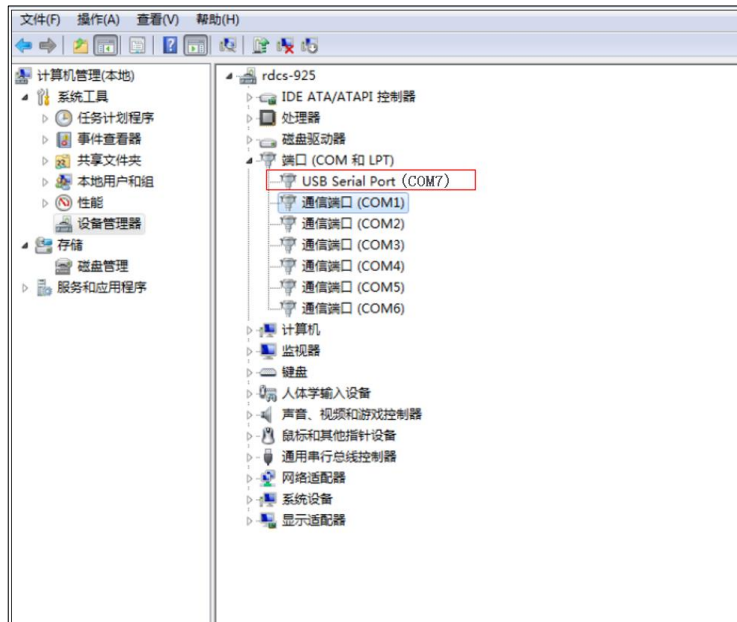 文件(F) 操作(A) 查看(V) 帮助(H)
计算机管理(本地)
系统工具
任务计划程序
事件查看器
共享文件夹
本地用户和组
性能
设备管理器
存储
磁盘管理
服务和应用程序
rdcs-925
IDE ATA/ATAPI 控制器
处理器
磁盘驱动器
端口 (COM 和 LPT)
USB Serial Port (COM7)
通信端口 (COM1)
通信端口 (COM2)
通信端口 (COM3)
通信端口 (COM4)
通信端口 (COM5)
通信端口 (COM6)
计算机
监视器
键盘
人体学输入设备
声音、视频和游戏控制器
鼠标和其他指针设备
通用串行总线控制器
网络适配器
系统设备
显示适配器